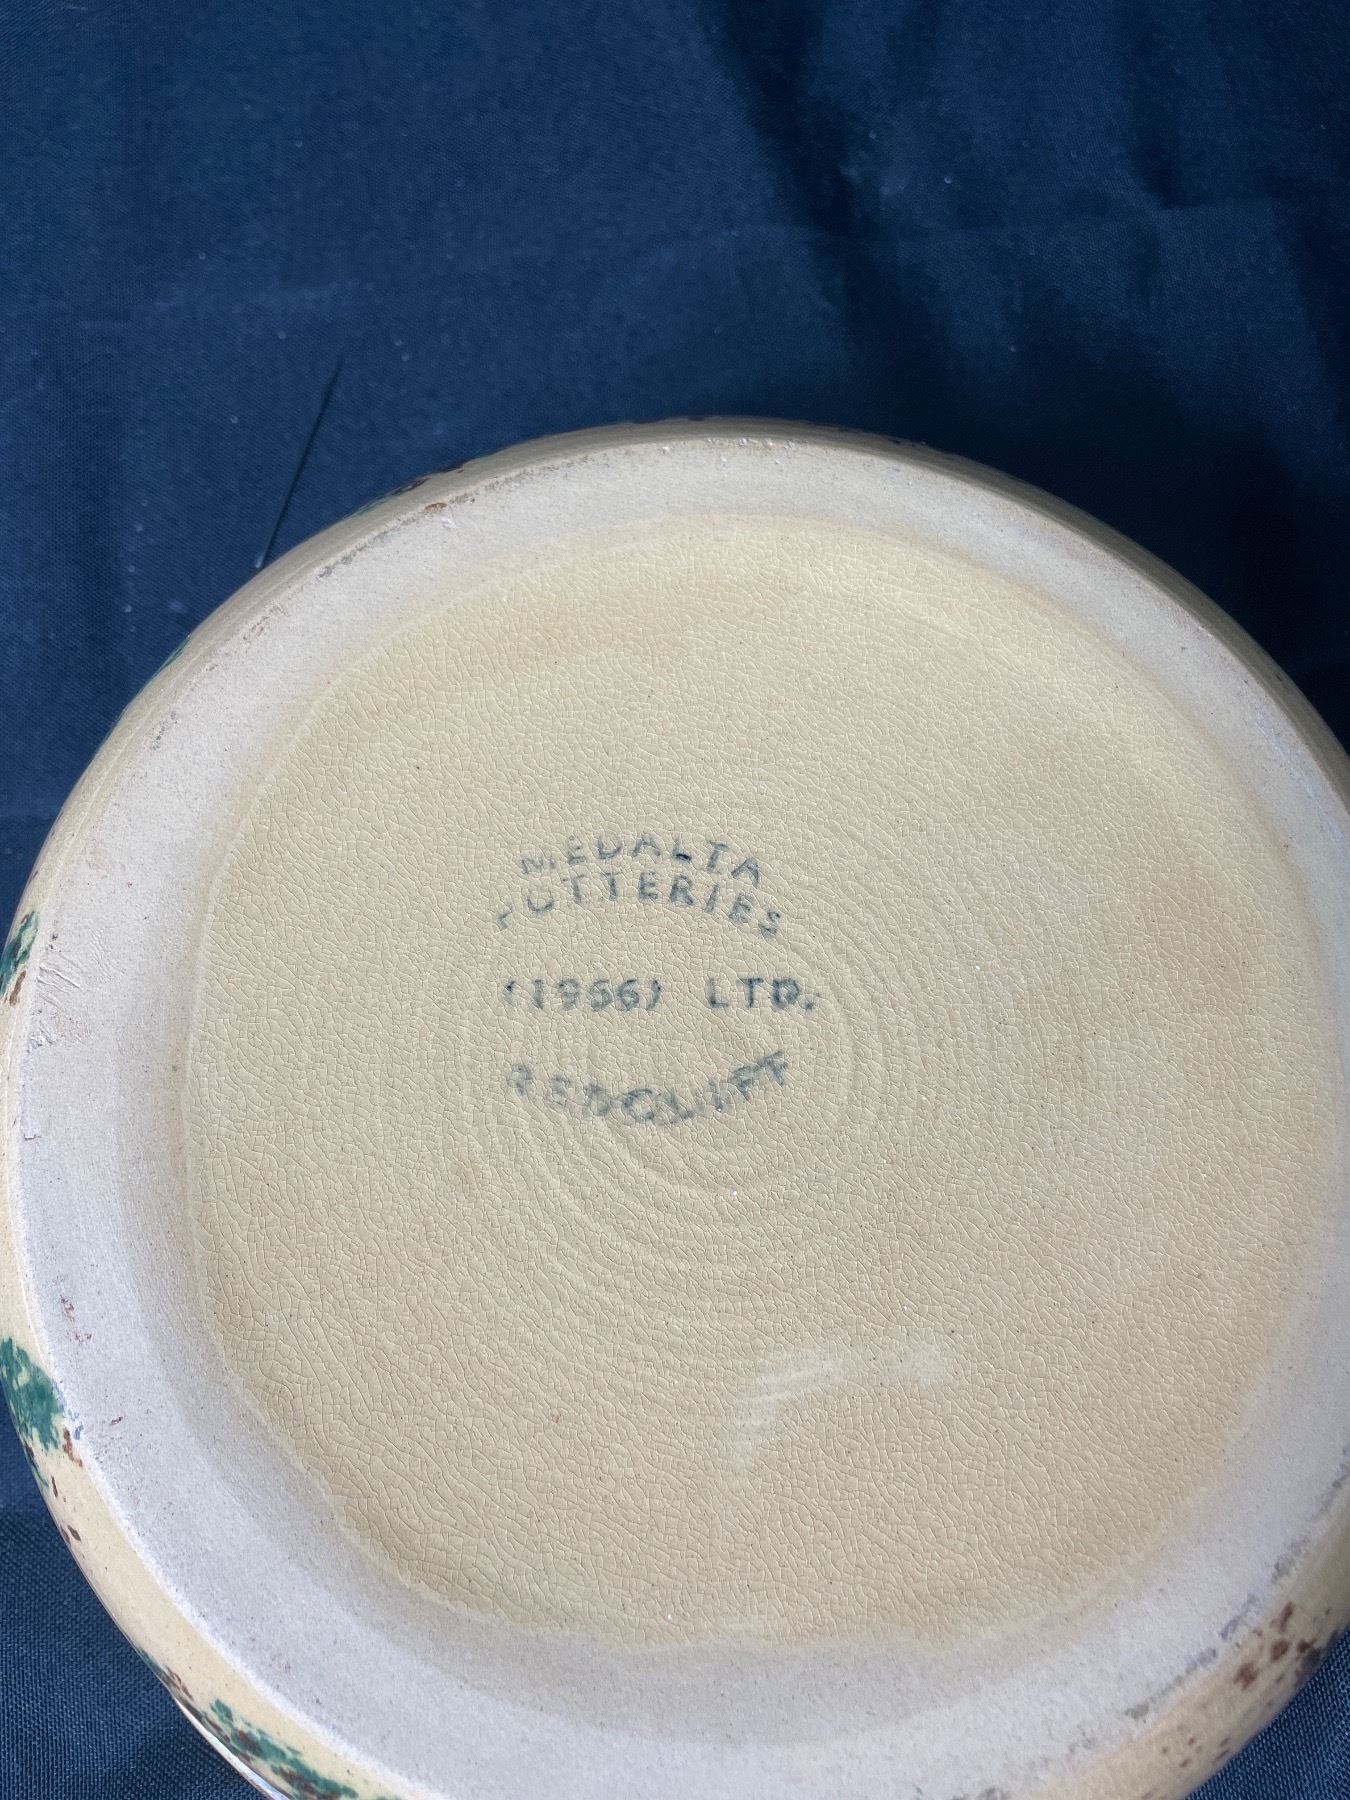 MEDALTA
POTTERIES
(1966) LTD.
REDCLIFF